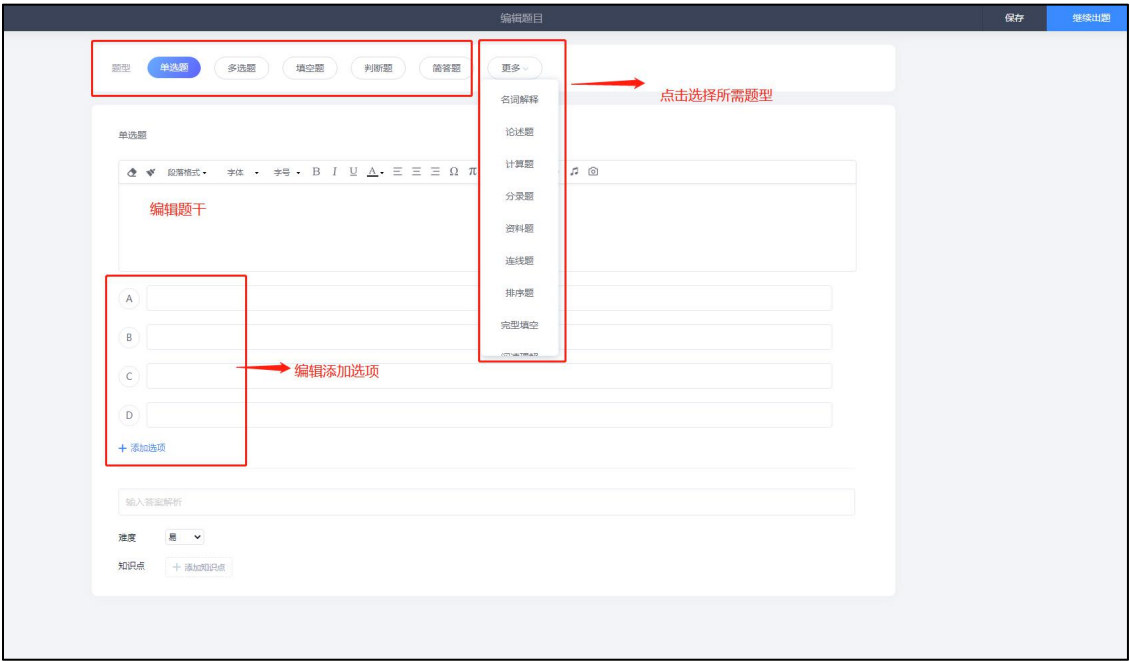 编辑题目 保存 继续出题
题型 单选题 多选题 填空题 判断题 简答题 更多
点击选择所需题型
名词解释
论述题
计算题
分录题
资料题
连线题
排序题
完型填空
单选题
段落格式 字体 字号 B I U A Ω π
编辑题干
A
B
C
D
编辑添加选项
+ 添加选项
输入答案解析
难度 易
知识点 + 添加知识点